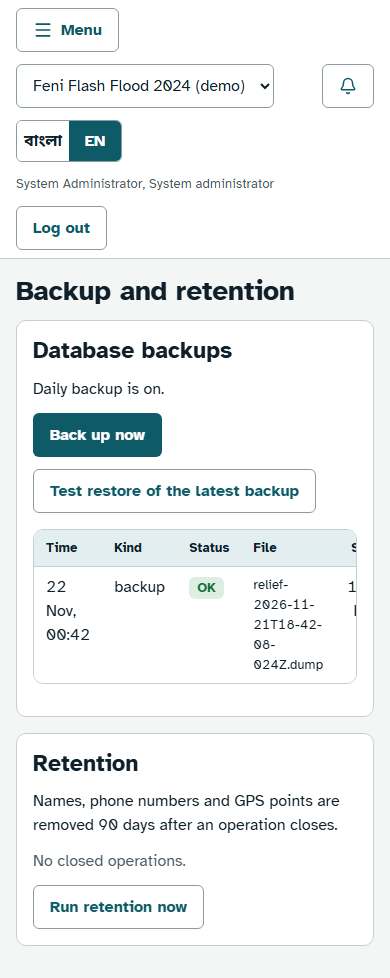 Menu
Feni Flash Flood 2024 (demo)
বাংলা EN
System Administrator, System administrator
Log out
Backup and retention
Database backups
Daily backup is on.
Back up now
Test restore of the latest backup
Time Kind Status File
22 Nov, 00:42 backup OK relief-2026-11-21T18-42-08-024Z.dump
Retention
Names, phone numbers and GPS points are
removed 90 days after an operation closes.
No closed operations.
Run retention now